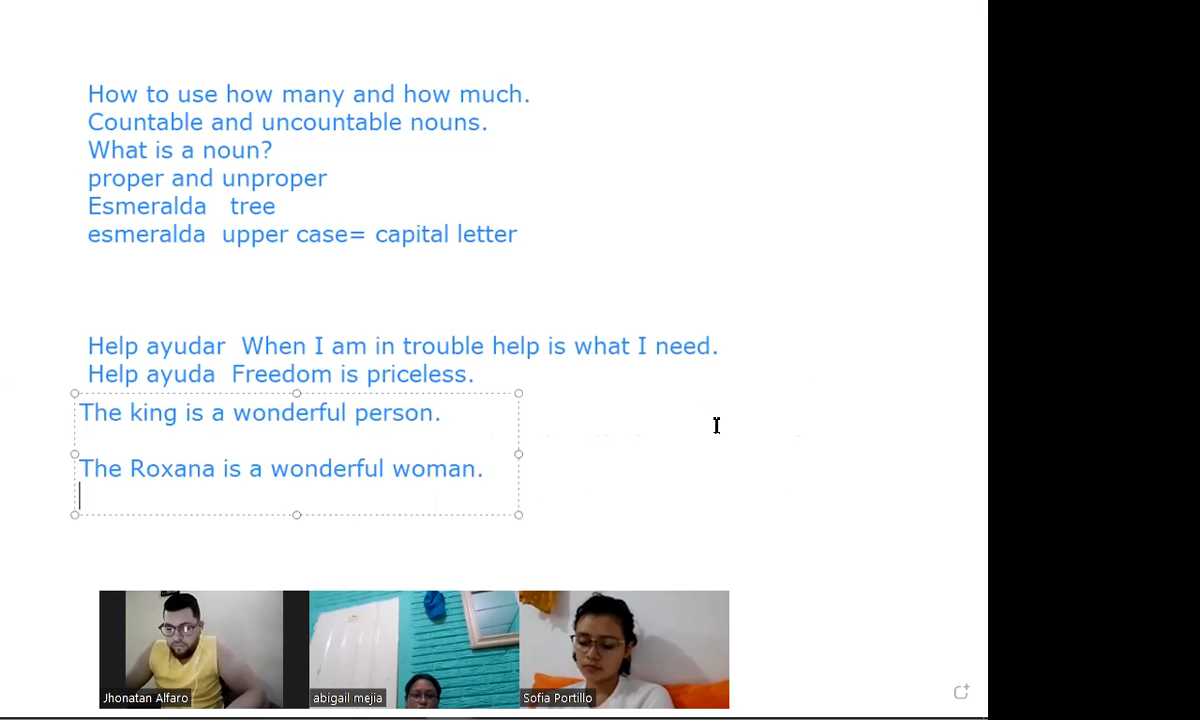 How to use how many and how much.
Countable and uncountable nouns.
What is a noun?
proper and unproper
Esmeralda tree
esmeralda upper case= capital letter
Help ayudar When I am in trouble help is what I need.
Help ayuda Freedom is priceless.
The king is a wonderful person.
The Roxana is a wonderful woman.
Jhonatan Alfaro
abigail mejia
Sofia Portillo